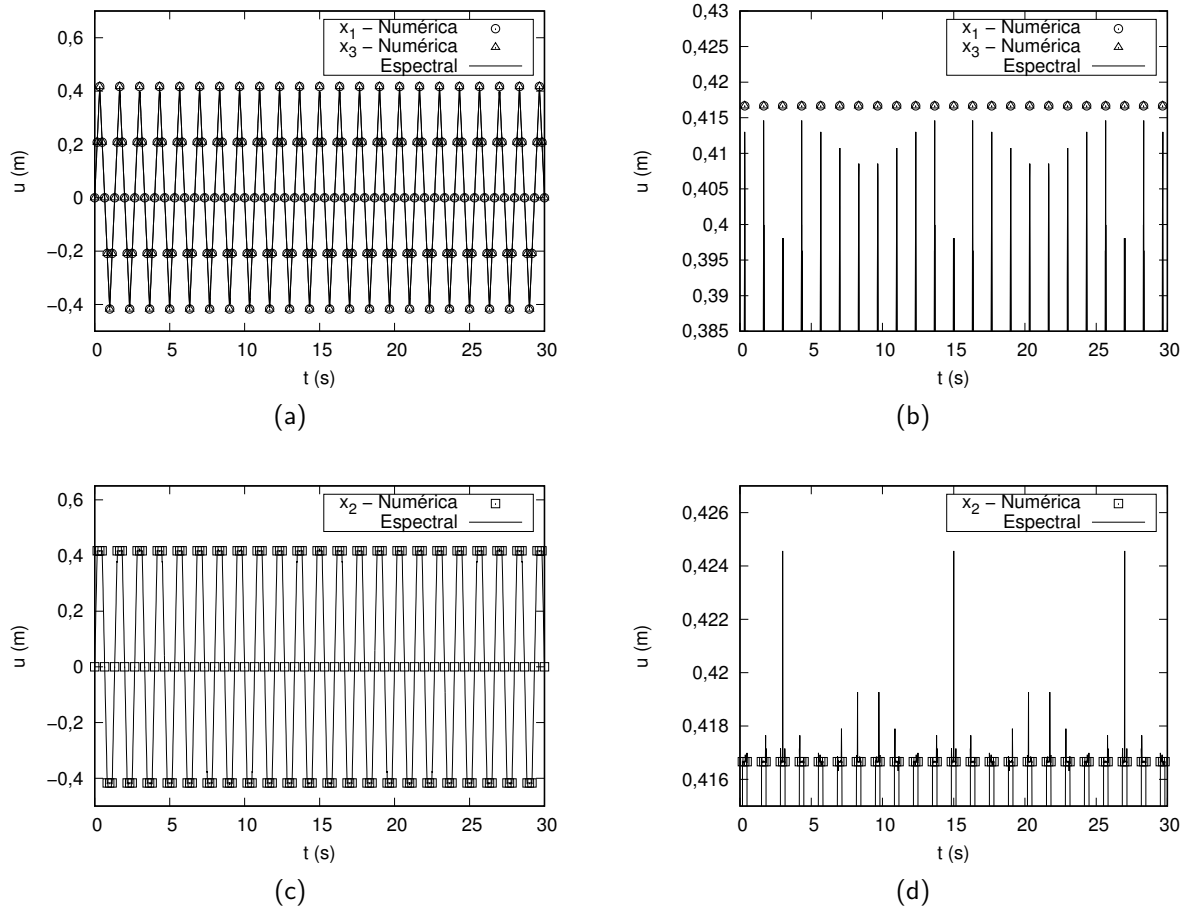 0,6
0,4
0,2
0
−0,2
−0,4
u (m)
0 5 10 15 20 25 30
t (s)
x1 − Numérica
x3 − Numérica
Espectral
(a)
0,43
0,425
0,42
0,415
0,41
0,405
0,4
0,395
0,39
0,385
u (m)
0 5 10 15 20 25 30
t (s)
x1 − Numérica
x3 − Numérica
Espectral
(b)
0,6
0,4
0,2
0
−0,2
−0,4
u (m)
0 5 10 15 20 25 30
t (s)
x2 − Numérica
Espectral
(c)
0,426
0,424
0,422
0,42
0,418
0,416
u (m)
0 5 10 15 20 25 30
t (s)
x2 − Numérica
Espectral
(d)